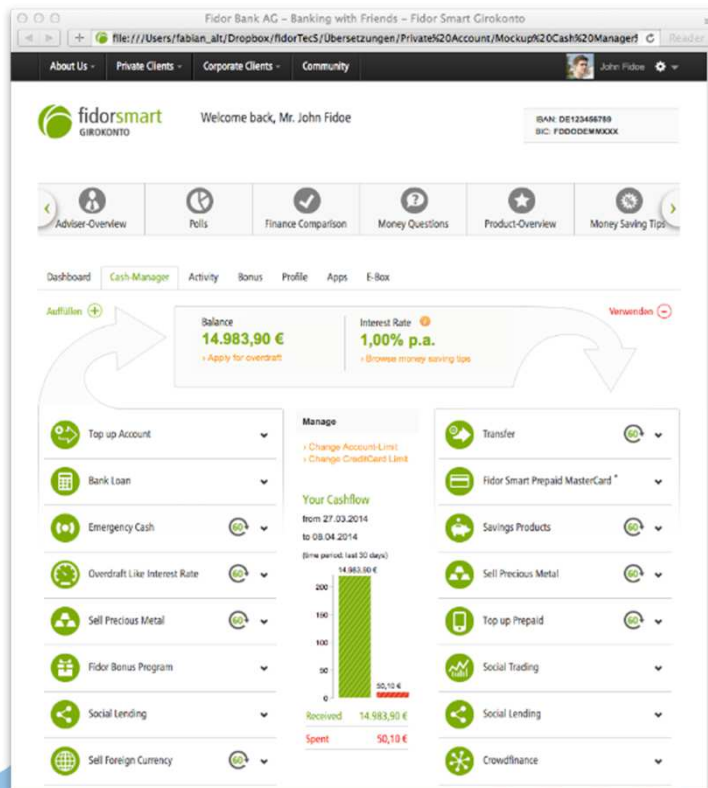 Fidor Bank AG – Banking with Friends – Fidor Smart Girokonto
file:///Users/fabian_alt/Dropbox/fidorTecS/Übersetzungen/Private%20Account/Mockup%20Cash%20Manager
Reader
About Us
Private Clients
Corporate Clients
Community
John Fidoe
fidorsmart
GIROKONTO
Welcome back, Mr. John Fidoe
IBAN: DE123456789
BIC: FDDODEMMXXX
Adviser-Overview
Polls
Finance Comparison
Money Questions
Product-Overview
Money Saving Tips
Dashboard
Cash-Manager
Activity
Bonus
Profile
Apps
E-Box
Auffüllen
Verwenden
Balance
14.983,90 €
› Apply for overdraft
Interest Rate
1,00% p.a.
› Browse money saving tips
Top up Account
Bank Loan
Emergency Cash
60
Overdraft Like Interest Rate
60
Sell Precious Metal
60
Fidor Bonus Program
Social Lending
Sell Foreign Currency
60
Manage
› Change Account-Limit
› Change CreditCard Limit
Your Cashflow
from 27.03.2014
to 08.04.2014
(time period: last 30 days)
14.983,90 €
200
150
100
50
0
50,10 €
Received 14.983,90 €
Spent 50,10 €
Transfer
60
Fidor Smart Prepaid MasterCard *
Savings Products
60
Sell Precious Metal
60
Top up Prepaid
60
Social Trading
Social Lending
Crowdfinance